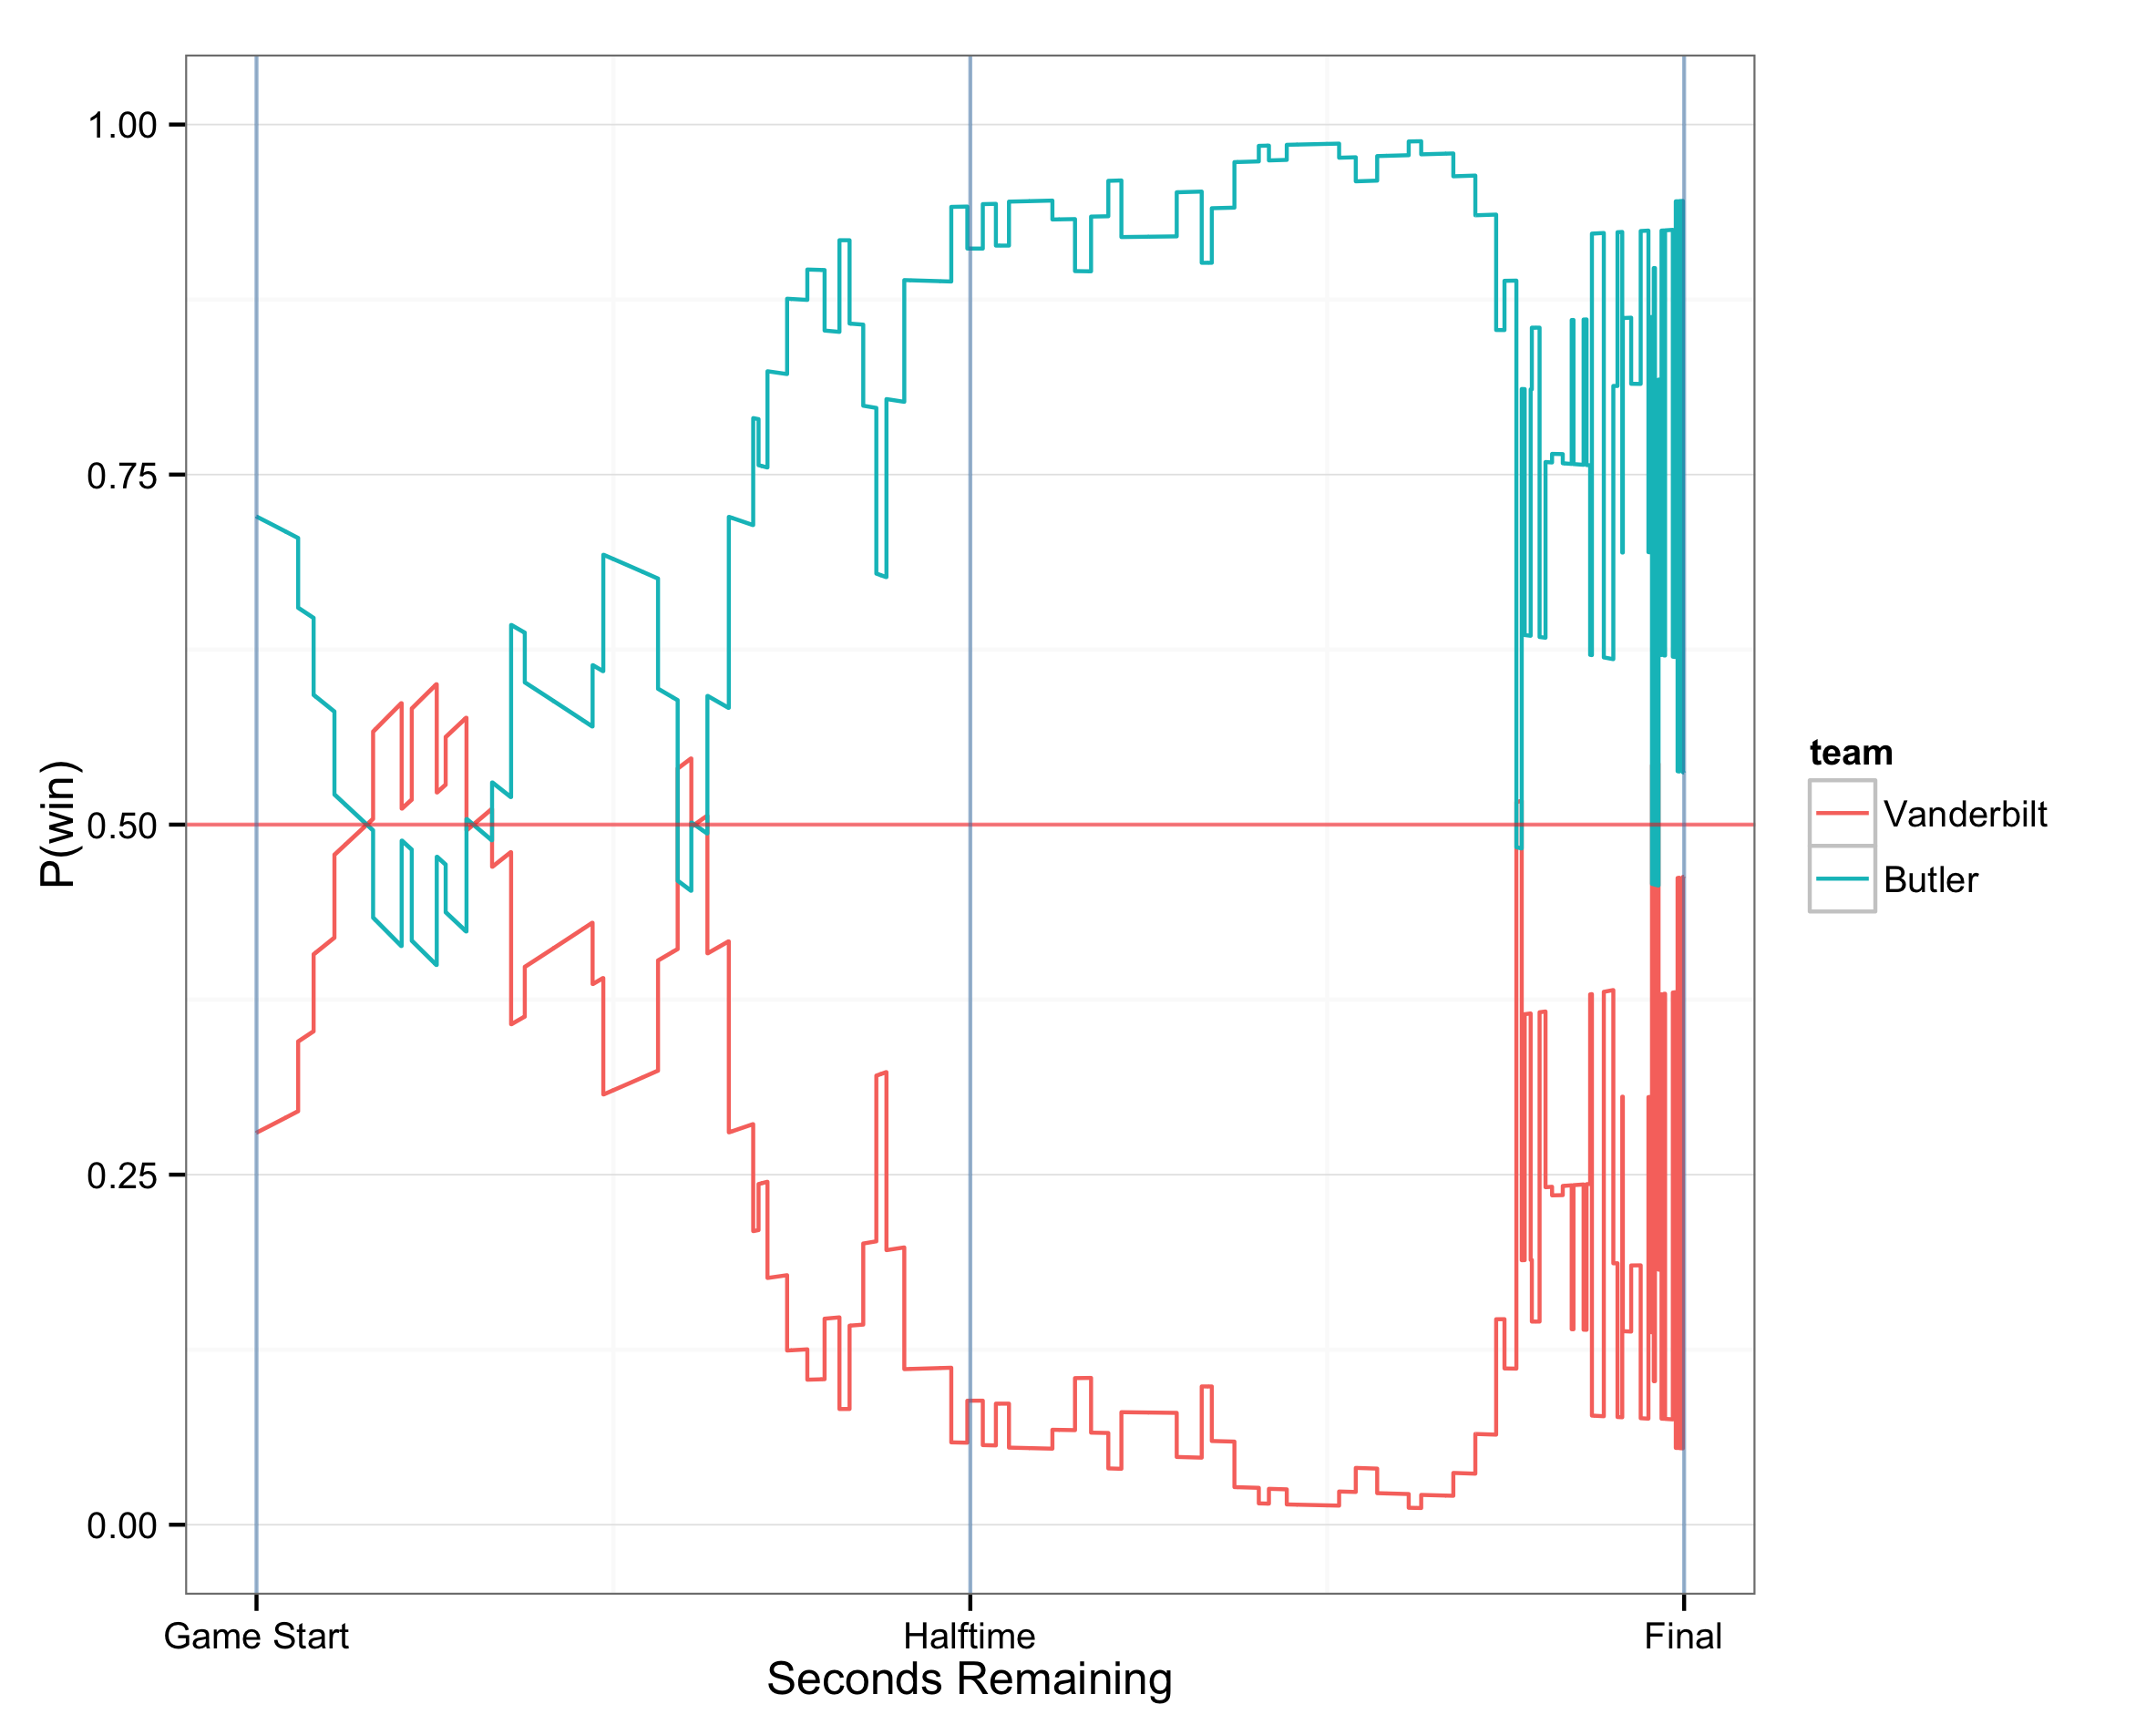 1.00
0.75
0.50
0.25
0.00
P(win)
Game Start
Halftime
Final
Seconds Remaining
team
Vanderbilt
Butler